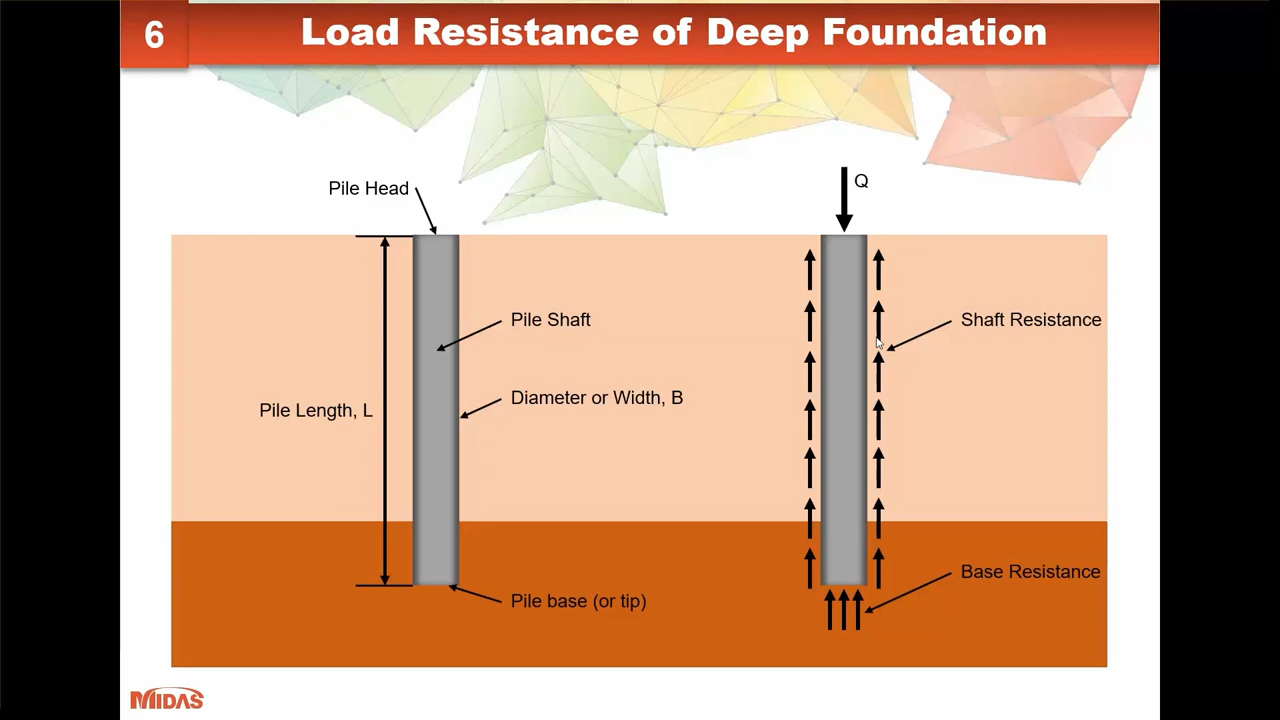 6
Load Resistance of Deep Foundation
Pile Head
Q
Pile Shaft
Shaft Resistance
Diameter or Width, B
Pile Length, L
Base Resistance
Pile base (or tip)
MIDAS